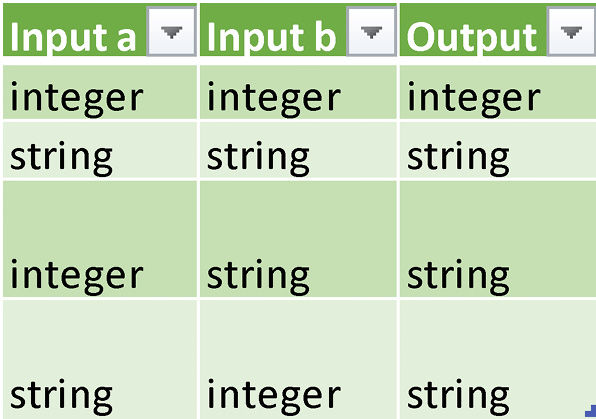 Input a Input b Output
integer integer integer
string string string
integer string string
string integer string